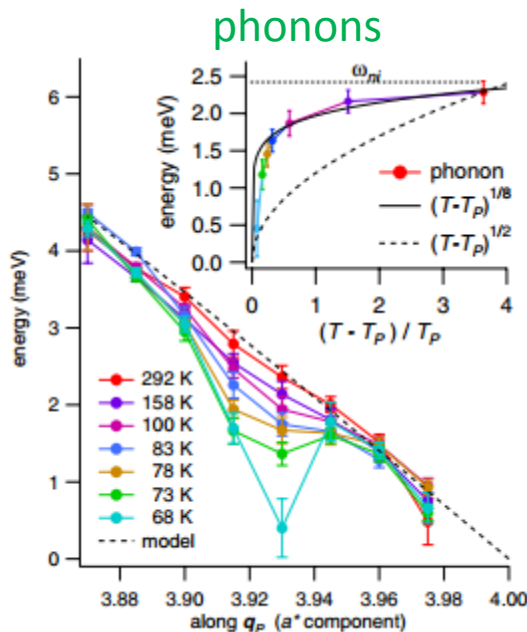 phonons
6
5
4
3
2
1
0
energy (meV)
2.5
2.0
1.5
1.0
0.5
0.0
energy (meV)
ω_ni
phonon
(T-T_P)^1/8
(T-T_P)^1/2
0 1 2 3 4
(T - T_P) / T_P
292 K
158 K
100 K
83 K
78 K
73 K
68 K
model
3.88 3.90 3.92 3.94 3.96 3.98 4.00
along q_P (a* component)